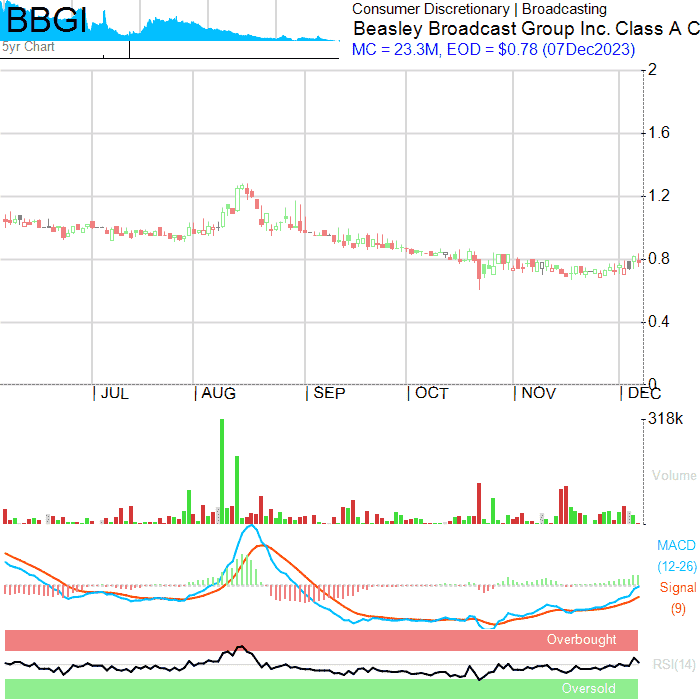 BBGI
5yr Chart
Consumer Discretionary | Broadcasting
Beasley Broadcast Group Inc. Class A C
MC = 23.3M, EOD = $0.78 (07Dec2023)
2
1.6
1.2
0.8
0.4
0
JUL AUG SEP OCT NOV DEC
318k
Volume
MACD
(12-26)
Signal
(9)
Overbought
RSI(14)
Oversold